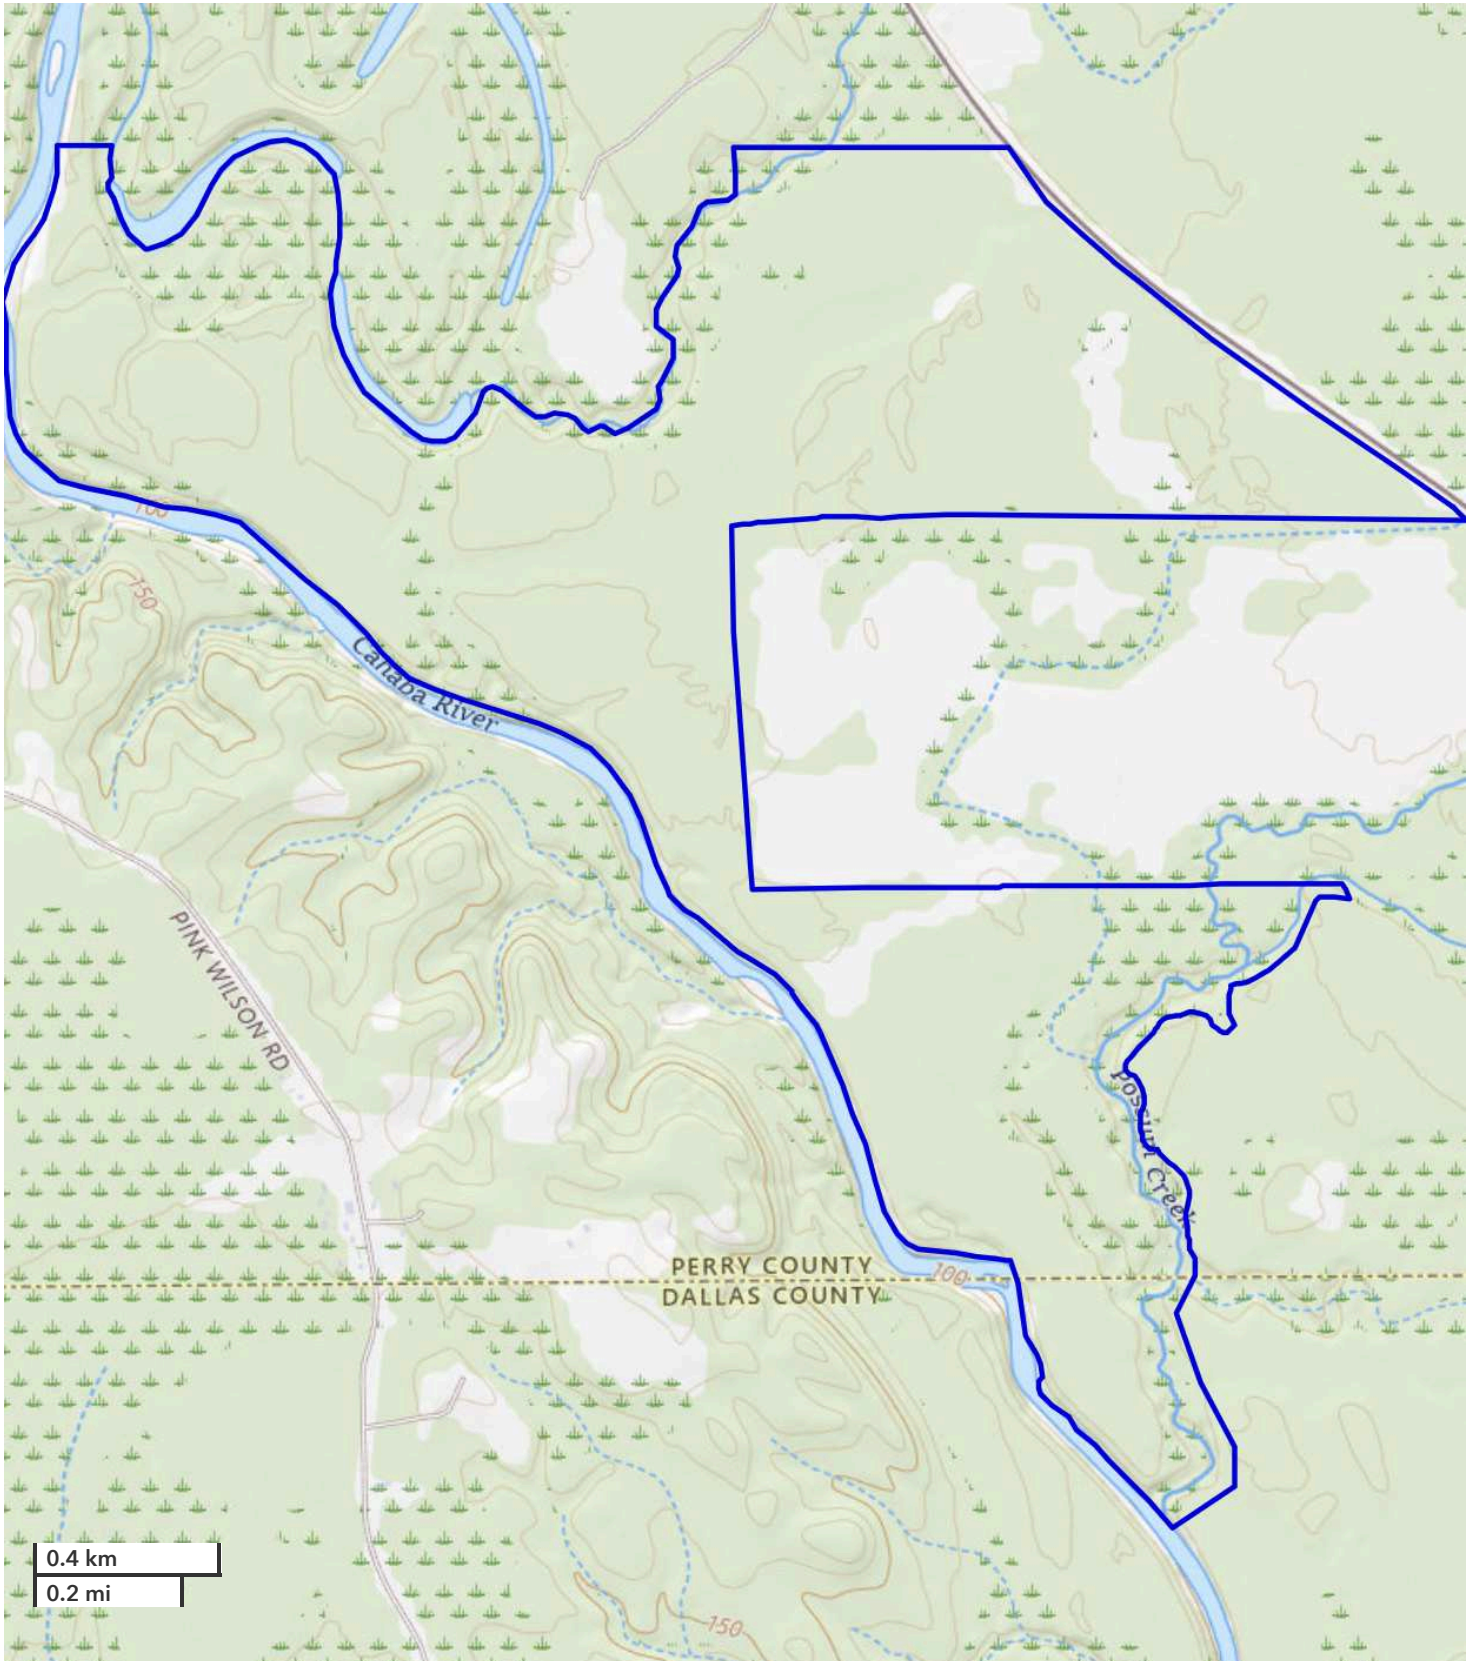 100
150
Cahaba River
PINK WILSON RD
Possum Creek
PERRY COUNTY
100
DALLAS COUNTY
0.4 km
0.2 mi
150